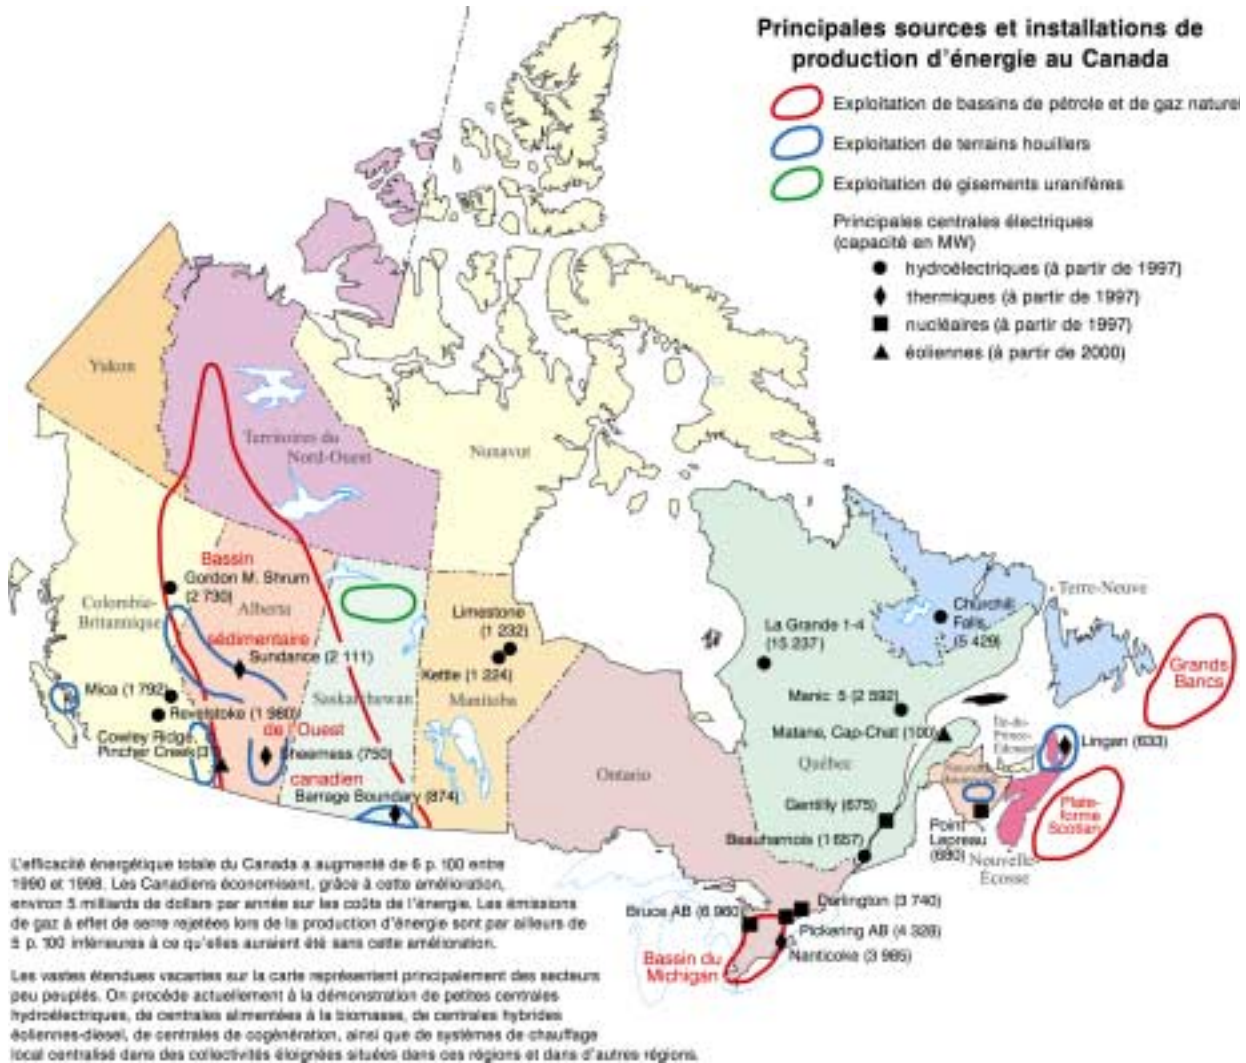 Principales sources et installations de
production d'énergie au Canada
Exploitation de bassins de pétrole et de gaz naturel
Exploitation de terrains houillers
Exploitation de gisements uranifères
Principales centrales électriques
(capacité en MW)
hydroélectriques (à partir de 1997)
thermiques (à partir de 1997)
nucléaires (à partir de 1997)
éoliennes (à partir de 2000)
Yukon
Territoires du
Nord-Ouest
Nunavut
Bassin
Gordon M. Shrum
(2 730)
Colombie-
Britannique
Alberta
sédimentaire
Sundance (2 111)
Mica (1 792)
Revelstoke (1 980)
Saskatchewan
de l'Ouest
Cowley Ridge,
Pincher Creek (3
Sheerness (750)
canadien
Barrage Boundary (874)
Limestone
(1 232)
Kettle (1 224)
Manitoba
Ontario
La Grande 1-4
(15 237)
Churchill
Falls,
(5 429)
Terre-Neuve
Grands
Bancs
Manic 5 (2 592)
Matane, Cap-Chat (100)
Québec
Île-du-
Prince-
Édouard
Lingan (633)
Gentilly (675)
Beauharnois (1 657)
Point
Lepreau
(680)
Plate-
forme
Scotian
Nouvelle-
Écosse
Bruce AB (6 960)
Darlington (3 740)
Pickering AB (4 328)
Nanticoke (3 985)
Bassin du
Michigan
L'efficacité énergétique totale du Canada a augmenté de 6 p. 100 entre
1990 et 1998. Les Canadiens économisent, grâce à cette amélioration,
environ 5 milliards de dollars par année sur les coûts de l'énergie. Les émissions
de gaz à effet de serre rejetées lors de la production d'énergie sont par ailleurs de
5 p. 100 inférieures à ce qu'elles auraient été sans cette amélioration.
Les vastes étendues vacantes sur la carte représentent principalement des secteurs
peu peuplés. On procède actuellement à la démonstration de petites centrales
hydroélectriques, de centrales alimentées à la biomasse, de centrales hybrides
éoliennes-diesel, de centrales de cogénération, ainsi que de systèmes de chauffage
local centralisé dans des collectivités éloignées situées dans ces régions et dans d'autres régions.